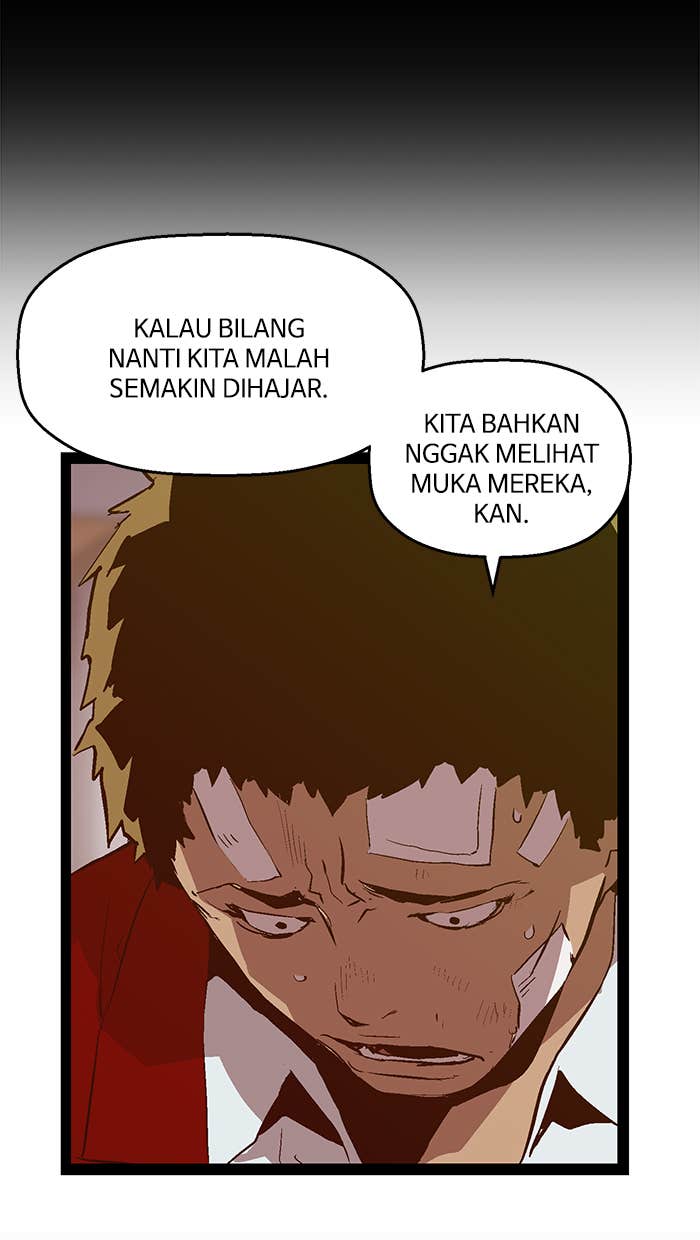 KALAU BILANG
NANTI KITA MALAH
SEMAKIN DIHAJAR.
KITA BAHKAN
NGGAK MELIHAT
MUKA MEREKA,
KAN.